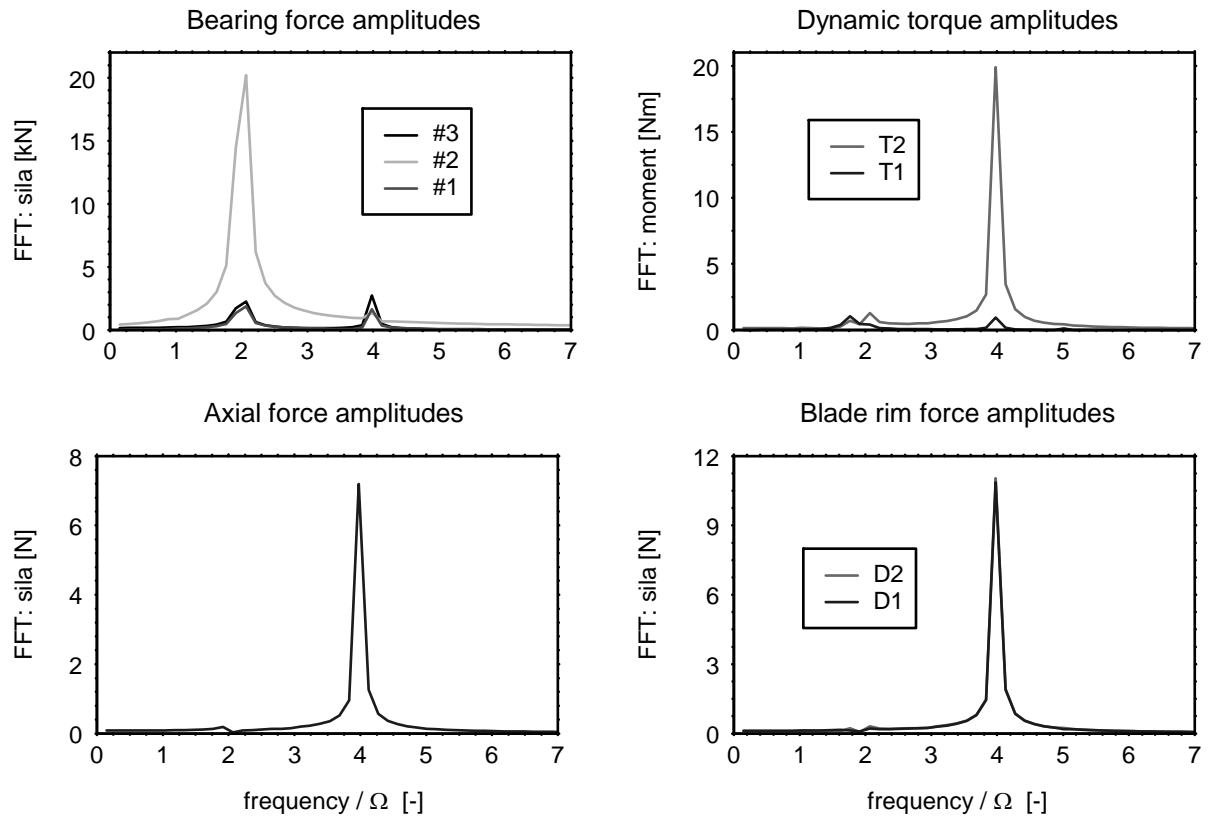 Bearing force amplitudes
FFT: sila [kN]
20
15
10
5
0
#3
#2
#1
0 1 2 3 4 5 6 7
Dynamic torque amplitudes
FFT: moment [Nm]
20
15
10
5
0
T2
T1
0 1 2 3 4 5 6 7
Axial force amplitudes
FFT: sila [N]
8
6
4
2
0
0 1 2 3 4 5 6 7
frequency / Ω [-]
Blade rim force amplitudes
FFT: sila [N]
12
9
6
3
0
D2
D1
0 1 2 3 4 5 6 7
frequency / Ω [-]